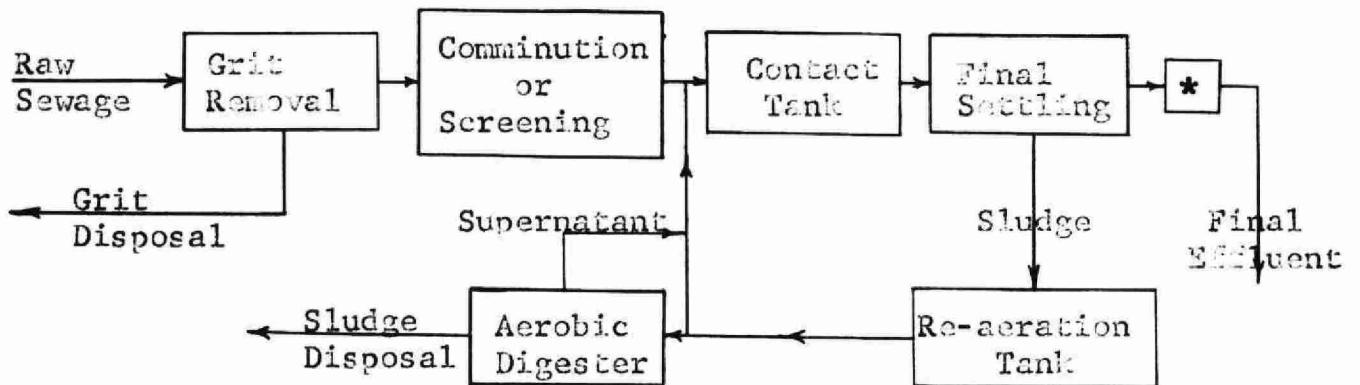 Raw
Sewage
Grit
Removal
Comminution
or
Screening
Contact
Tank
Final
Settling
*
Grit
Disposal
Supernatant
Sludge
Final
Effluent
Sludge
Disposal
Aerobic
Digester
Re-aeration
Tank